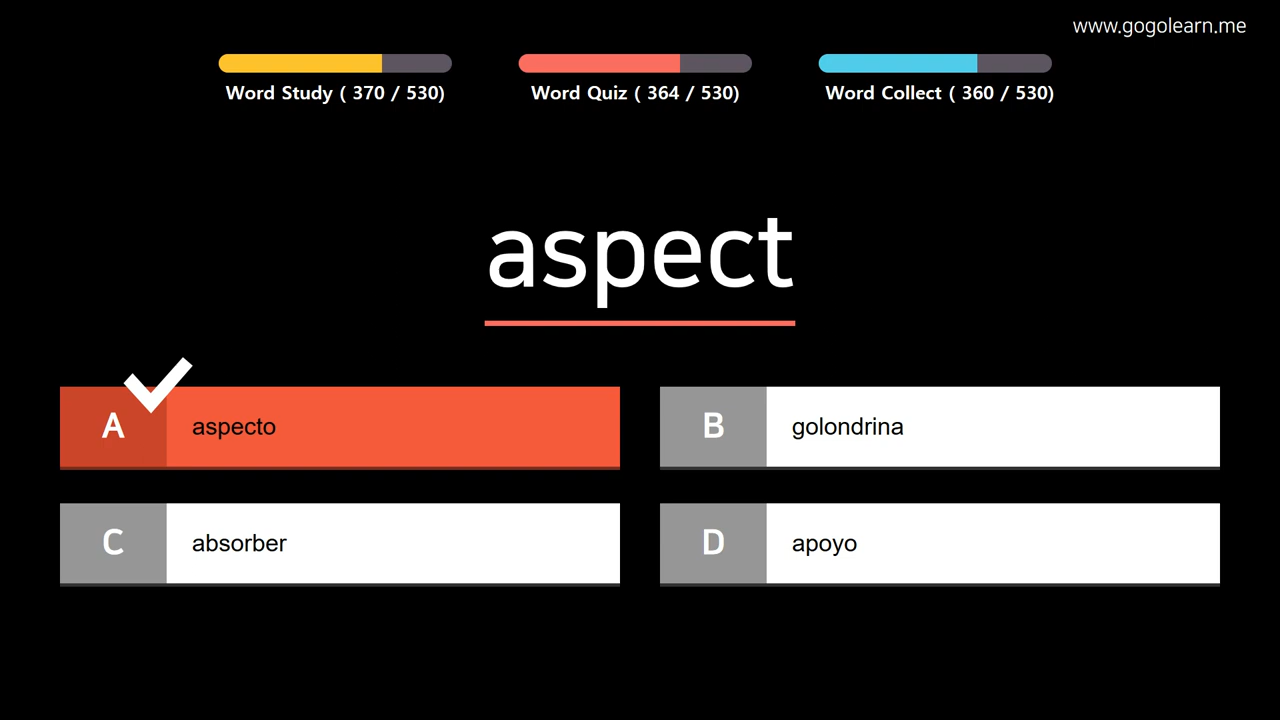 www.gogolearn.me
Word Study ( 370 / 530)
Word Quiz ( 364 / 530)
Word Collect ( 360 / 530)
aspect
A aspecto
B golondrina
C absorber
D apoyo